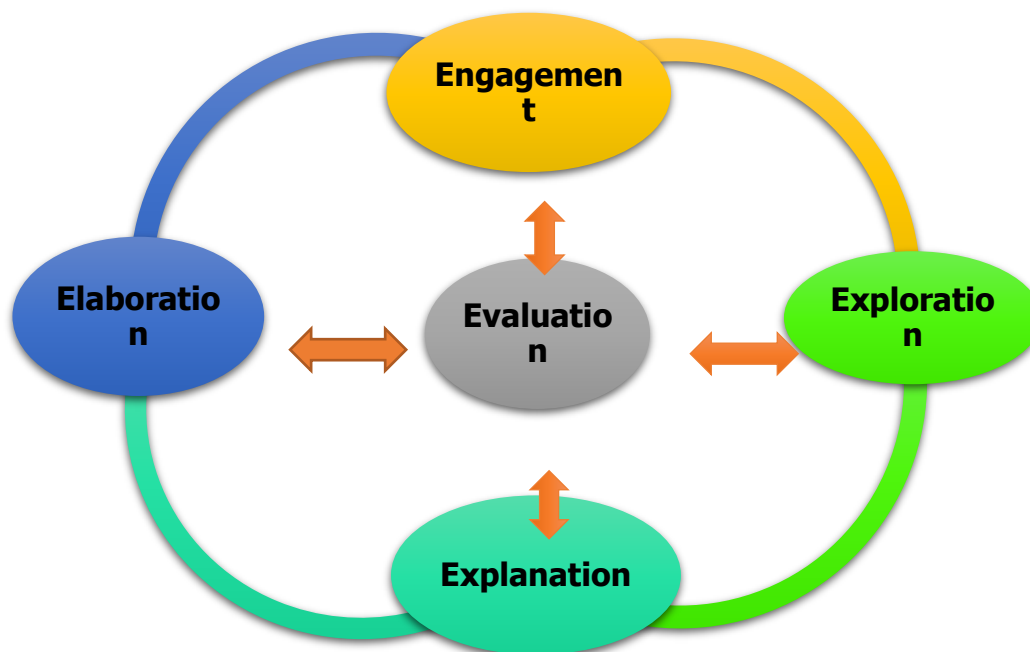 Engagemen
t
Elaboratio
n
Evaluatio
n
Exploratio
n
Explanation